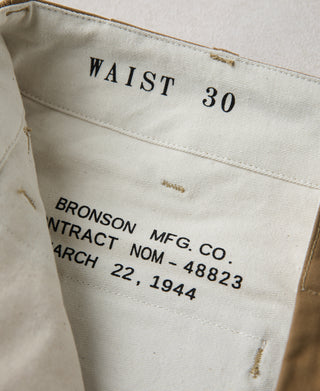 WAIST 30
BRONSON MFG. CO.
ONTRACT NOM-48823
ARCH 22, 1944